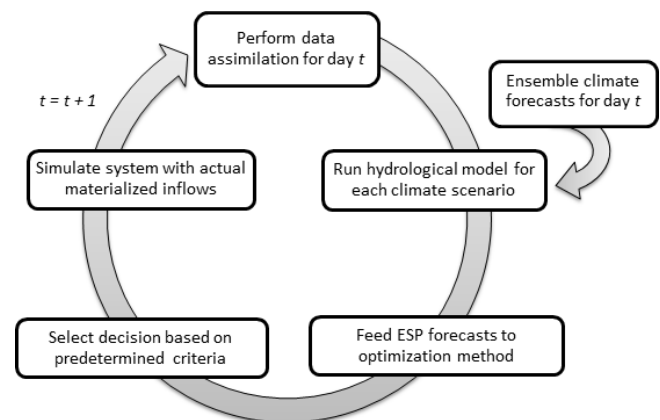 Perform data
assimilation for day t
Ensemble climate
forecasts for day t
t = t + 1
Simulate system with actual
materialized inflows
Run hydrological model for
each climate scenario
Select decision based on
predetermined criteria
Feed ESP forecasts to
optimization method